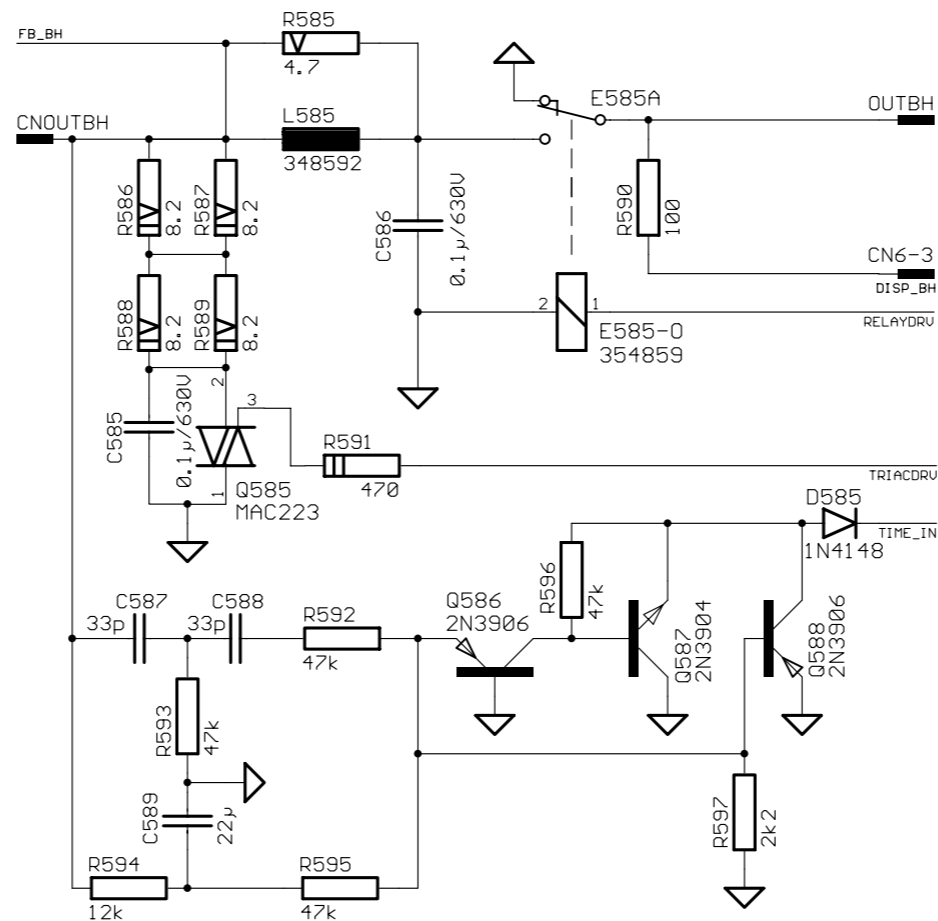 R585
FB_BH
4.7
E585A
OUTBH
CNOUTBH
L585
348592
R586
8.2
R587
8.2
C586
0.1µ/630V
R590
100
CN6-3
DISP_BH
R588
8.2
R589
8.2
2
1
RELAYDRV
E585-O
354859
2
3
C585
0.1µ/630V
R591
470
TRIACDRV
1
Q585
MAC223
D585
1N4148
TIME_IN
C587
33p
C588
33p
R592
47k
Q586
2N3906
R596
47k
Q587
2N3904
Q588
2N3906
R593
47k
C589
22µ
R597
2k2
R594
12k
R595
47k